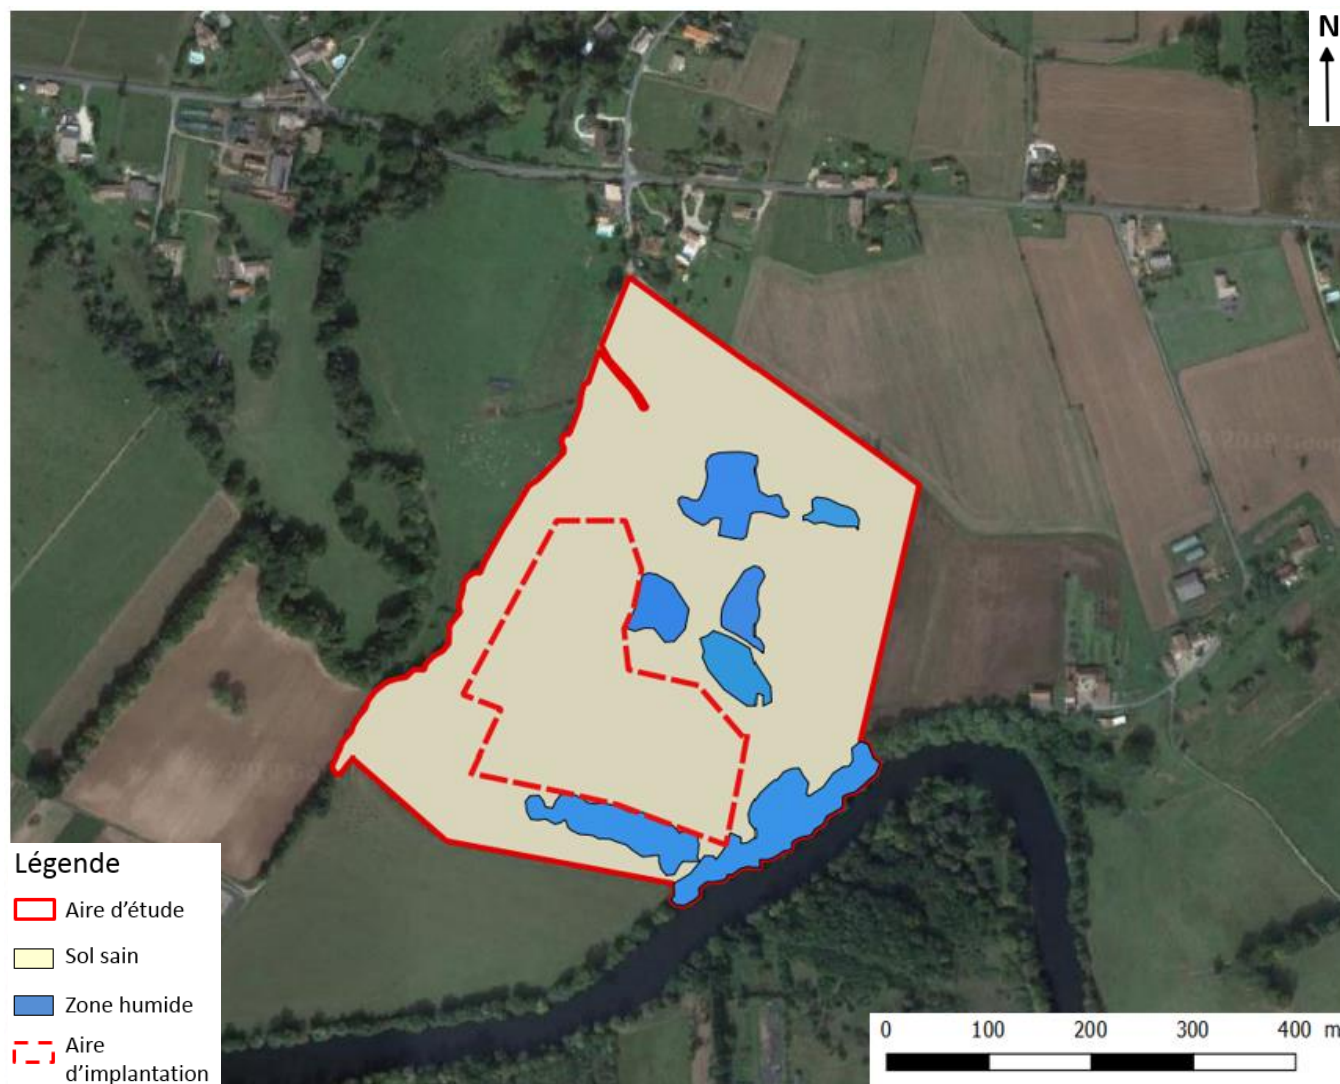 N
Légende
Aire d'étude
Sol sain
Zone humide
Aire
d'implantation
0 100 200 300 400 m